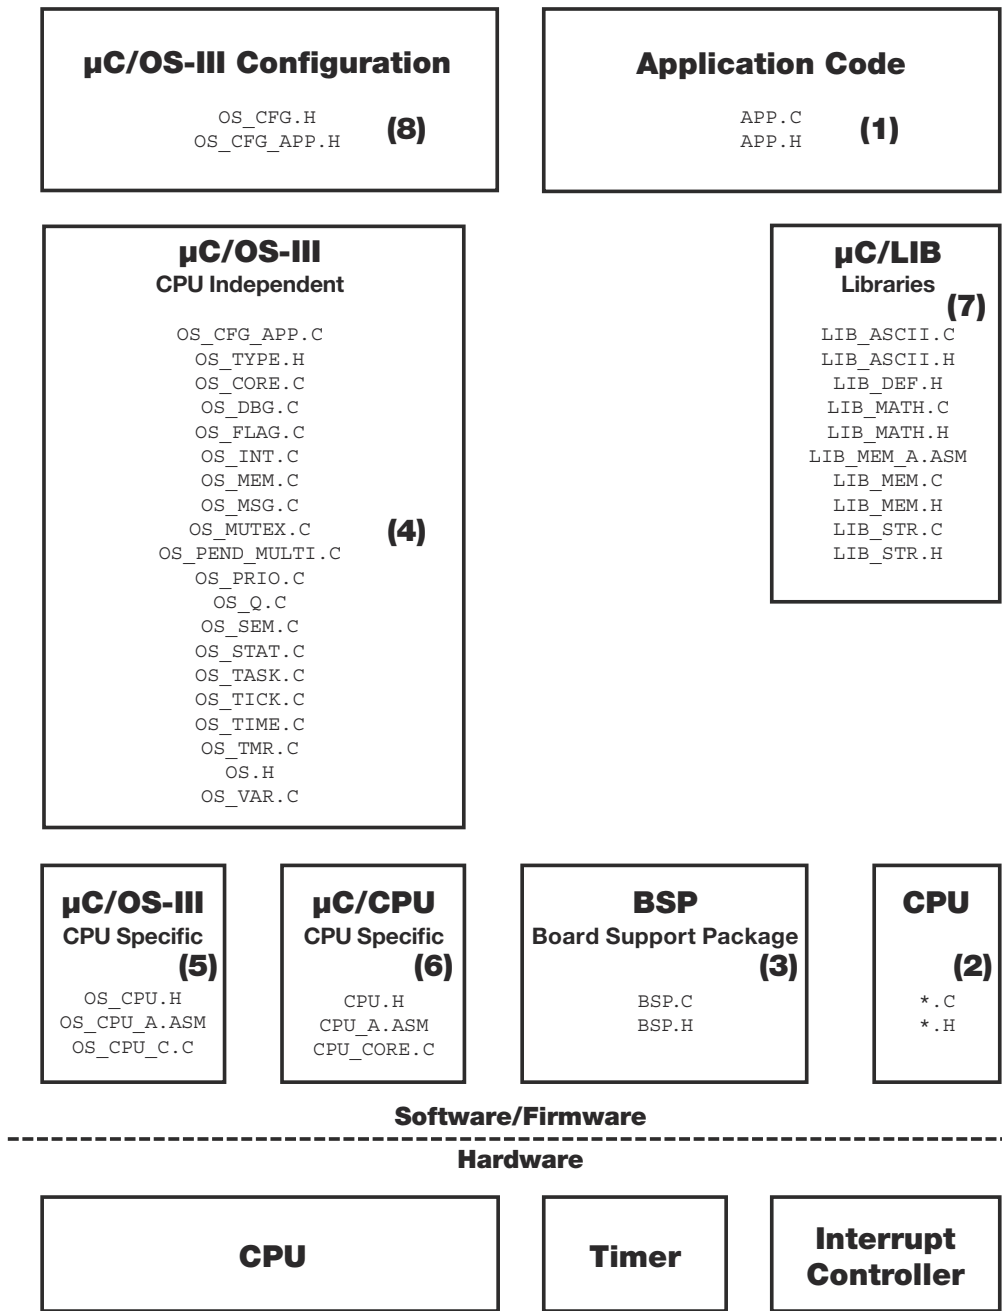 µC/OS-III Configuration
OS_CFG.H
OS_CFG_APP.H
(8)
Application Code
APP.C
APP.H
(1)
µC/OS-III
CPU Independent
OS_CFG_APP.C
OS_TYPE.H
OS_CORE.C
OS_DBG.C
OS_FLAG.C
OS_INT.C
OS_MEM.C
OS_MSG.C
OS_MUTEX.C
OS_PEND_MULTI.C
OS_PRIO.C
OS_Q.C
OS_SEM.C
OS_STAT.C
OS_TASK.C
OS_TICK.C
OS_TIME.C
OS_TMR.C
OS.H
OS_VAR.C
(4)
µC/LIB
Libraries
(7)
LIB_ASCII.C
LIB_ASCII.H
LIB_DEF.H
LIB_MATH.C
LIB_MATH.H
LIB_MEM_A.ASM
LIB_MEM.C
LIB_MEM.H
LIB_STR.C
LIB_STR.H
µC/OS-III
CPU Specific
(5)
OS_CPU.H
OS_CPU_A.ASM
OS_CPU_C.C
µC/CPU
CPU Specific
(6)
CPU.H
CPU_A.ASM
CPU_CORE.C
BSP
Board Support Package
(3)
BSP.C
BSP.H
CPU
(2)
*.C
*.H
Software/Firmware
Hardware
CPU
Timer
Interrupt
Controller